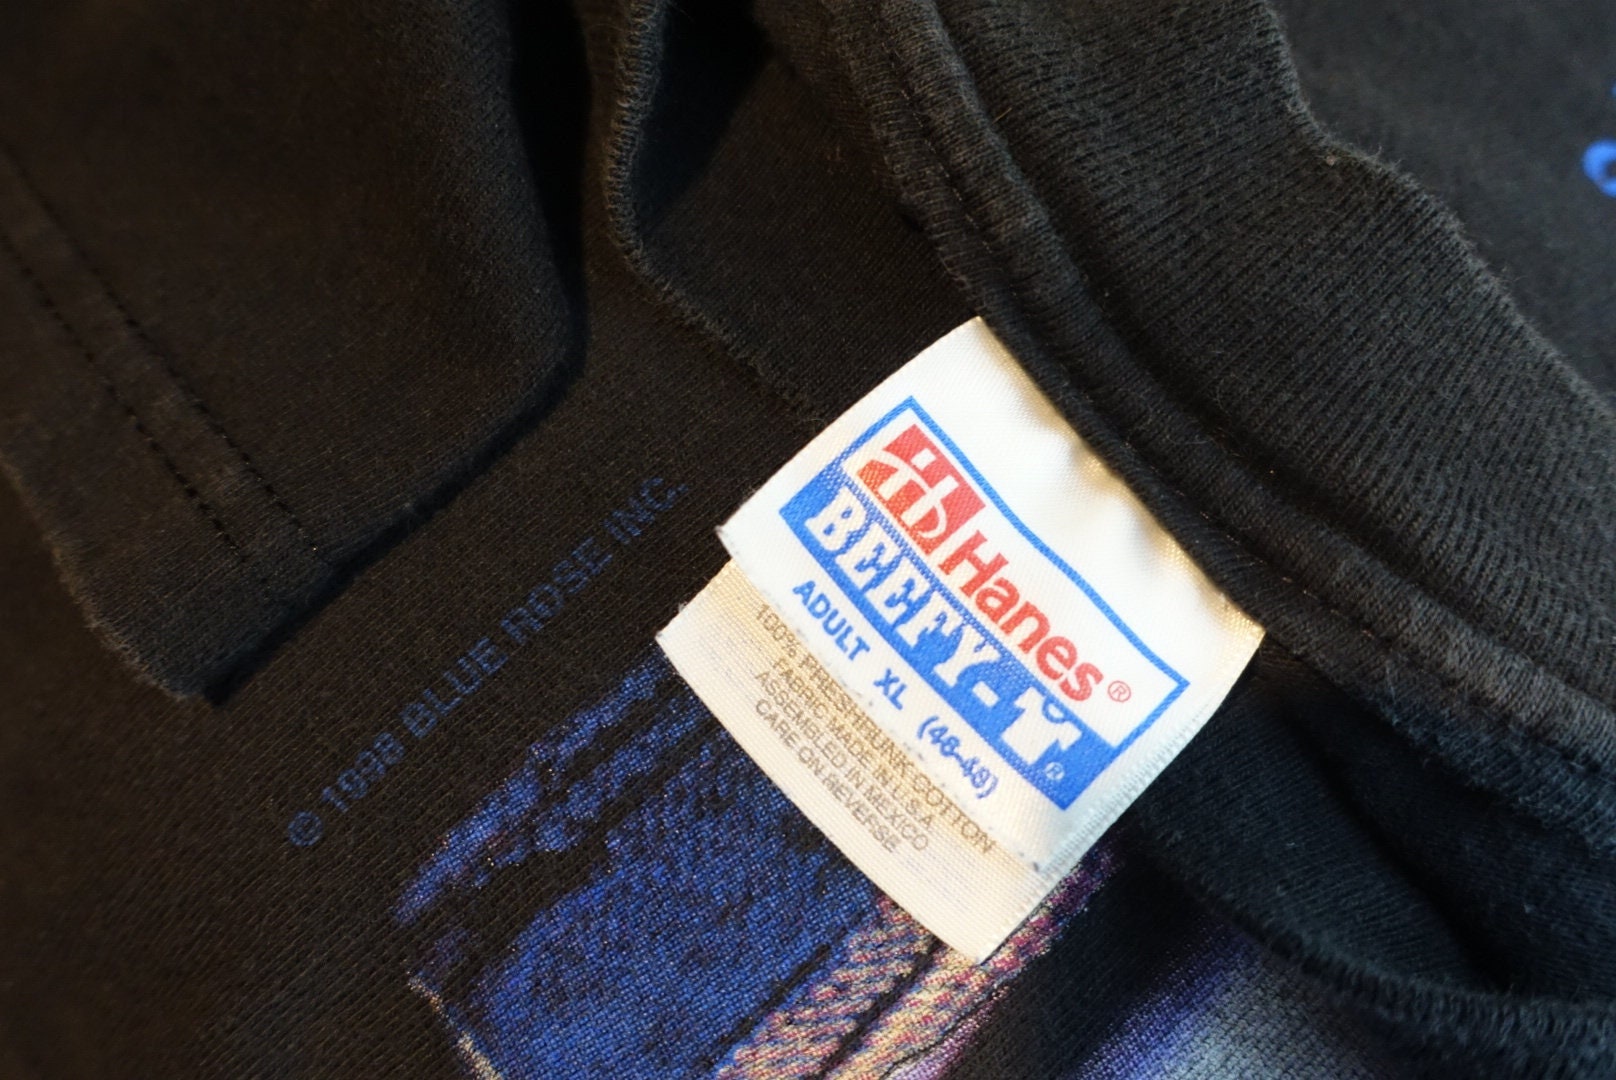 Hanes®
BEEFY-T®
ADULT XL (46-48)
100% PRESHRUNK COTTON
FABRIC MADE IN U.S.A.
ASSEMBLED IN MEXICO
CARE ON REVERSE
© 1998 BLUE ROSE INC.